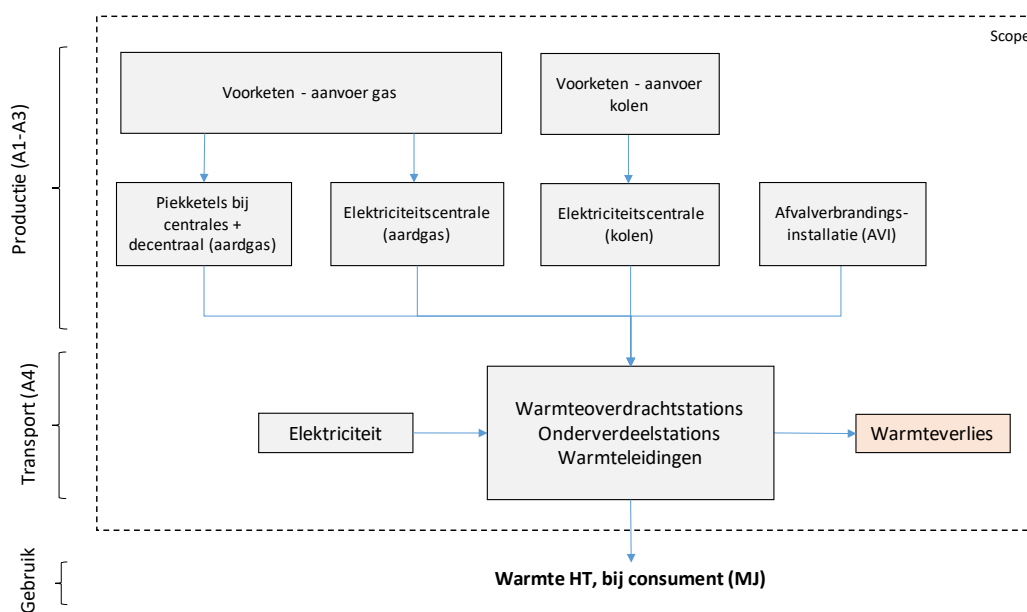 Scope
Productie (A1-A3)
Voorketen - aanvoer gas
Voorketen - aanvoer
kolen
Piekketels bij
centrales +
decentraal (aardgas)
Elektriciteitscentrale
(aardgas)
Elektriciteitscentrale
(kolen)
Afvalverbrandings-
installatie (AVI)
Transport (A4)
Elektriciteit
Warmteoverdrachtstations
Onderverdeelstations
Warmteleidingen
Warmteverlies
Gebruik
Warmte HT, bij consument (MJ)